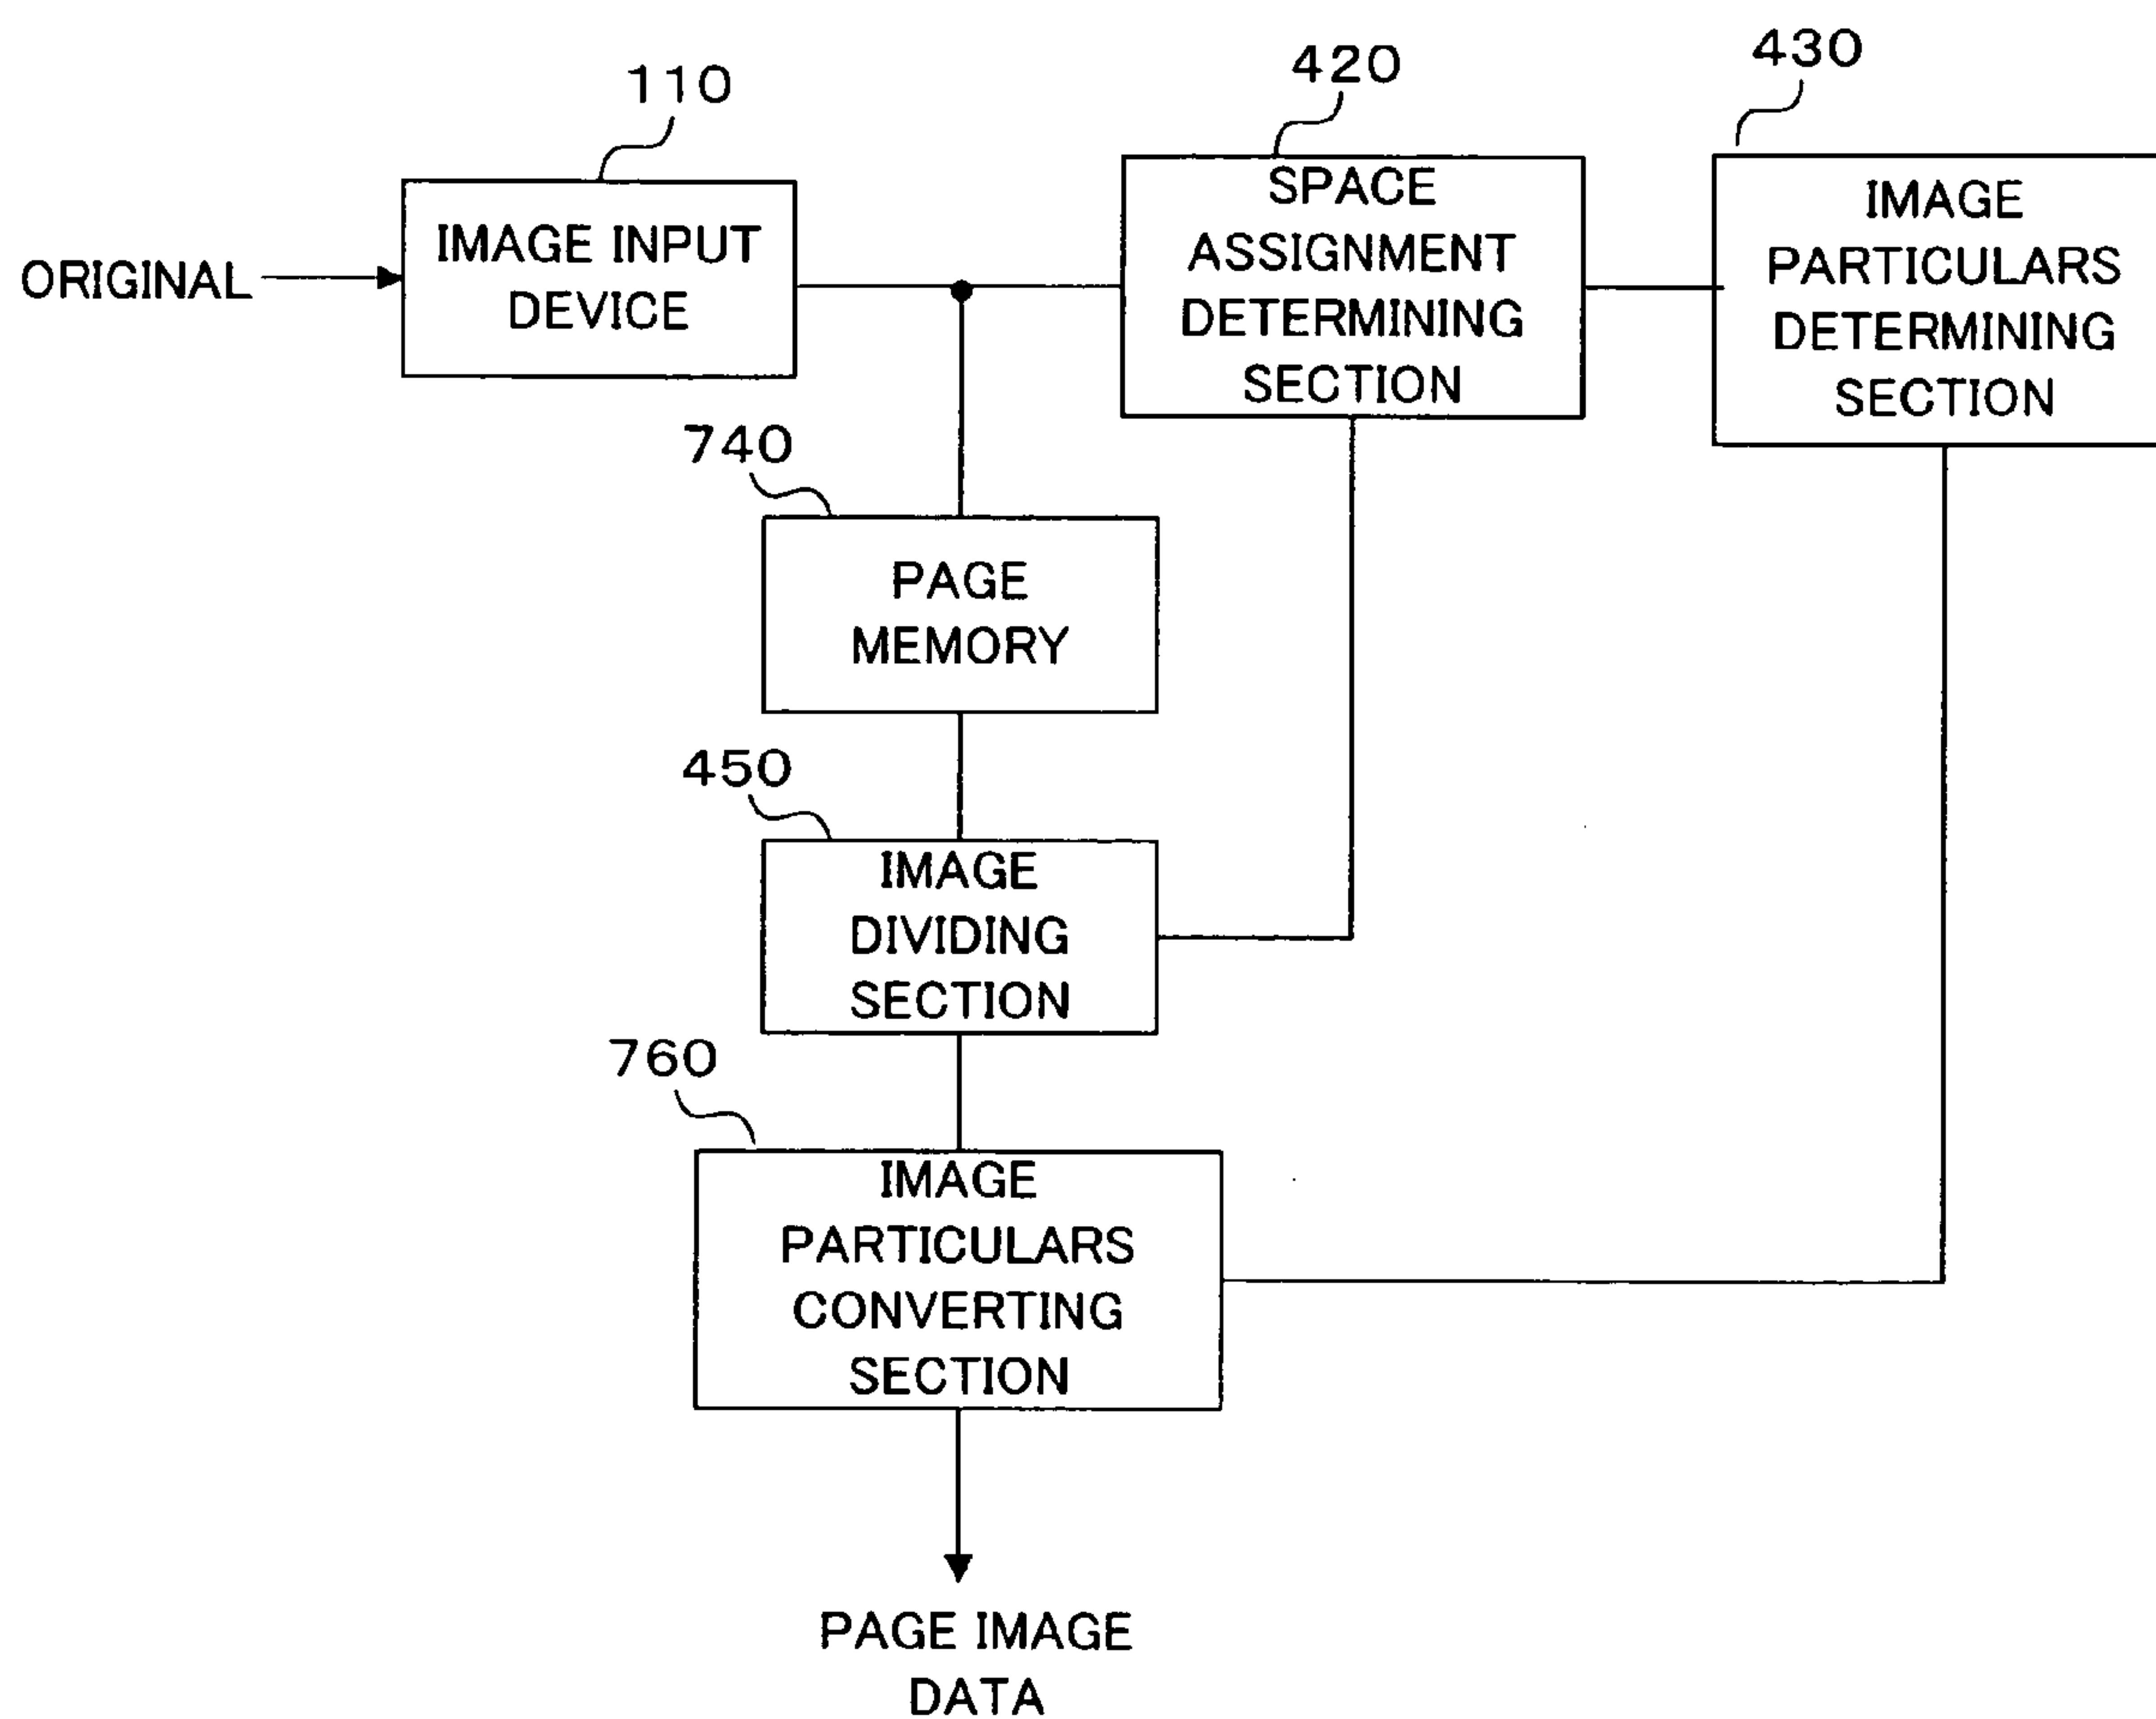 430
420
110
SPACE
ASSIGNMENT
DETERMINING
SECTION
IMAGE
PARTICULARS
DETERMINING
SECTION
IMAGE INPUT
DEVICE
ORIGINAL
740
PAGE
MEMORY
450
IMAGE
DIVIDING
SECTION
760
IMAGE
PARTICULARS
CONVERTING
SECTION
PAGE IMAGE
DATA